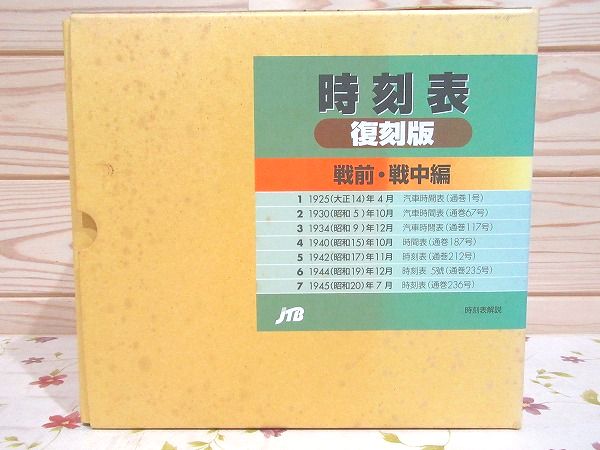 時刻表
復刻版
戦前・戦中編
1 1925(大正14)年 4月 汽車時間表(通巻1号)
2 1930(昭和 5)年10月 汽車時間表(通巻67号)
3 1934(昭和 9)年12月 汽車時間表(通巻117号)
4 1940(昭和15)年10月 時間表(通巻187号)
5 1942(昭和17)年11月 時刻表(通巻212号)
6 1944(昭和19)年12月 時刻表 5號(通巻235号)
7 1945(昭和20)年 7月 時刻表(通巻236号)
JTB 時刻表解説